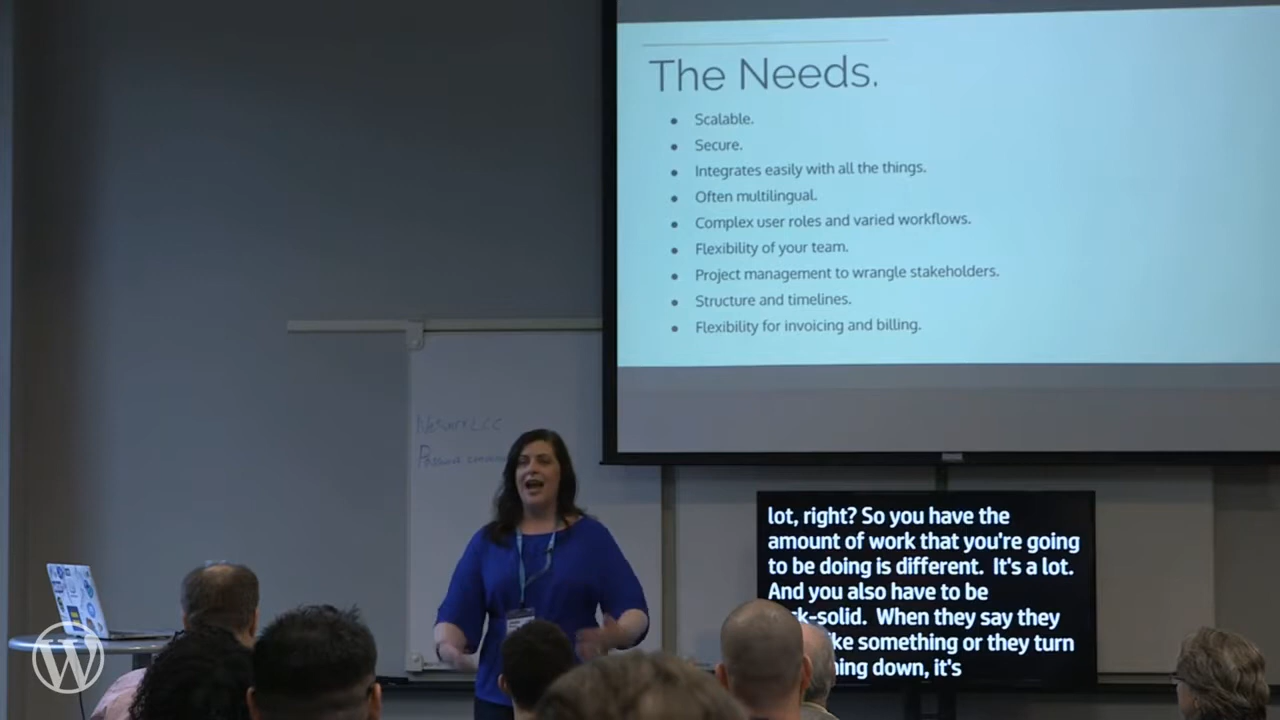 The Needs.
Scalable.
Secure.
Integrates easily with all the things.
Often multilingual.
Complex user roles and varied workflows.
Flexibility of your team.
Project management to wrangle stakeholders.
Structure and timelines.
Flexibility for invoicing and billing.
lot, right? So you have the
amount of work that you're going
to be doing is different. It's a lot.
And you also have to be
k-solid. When they say they
ke something or they turn
ing down, it's